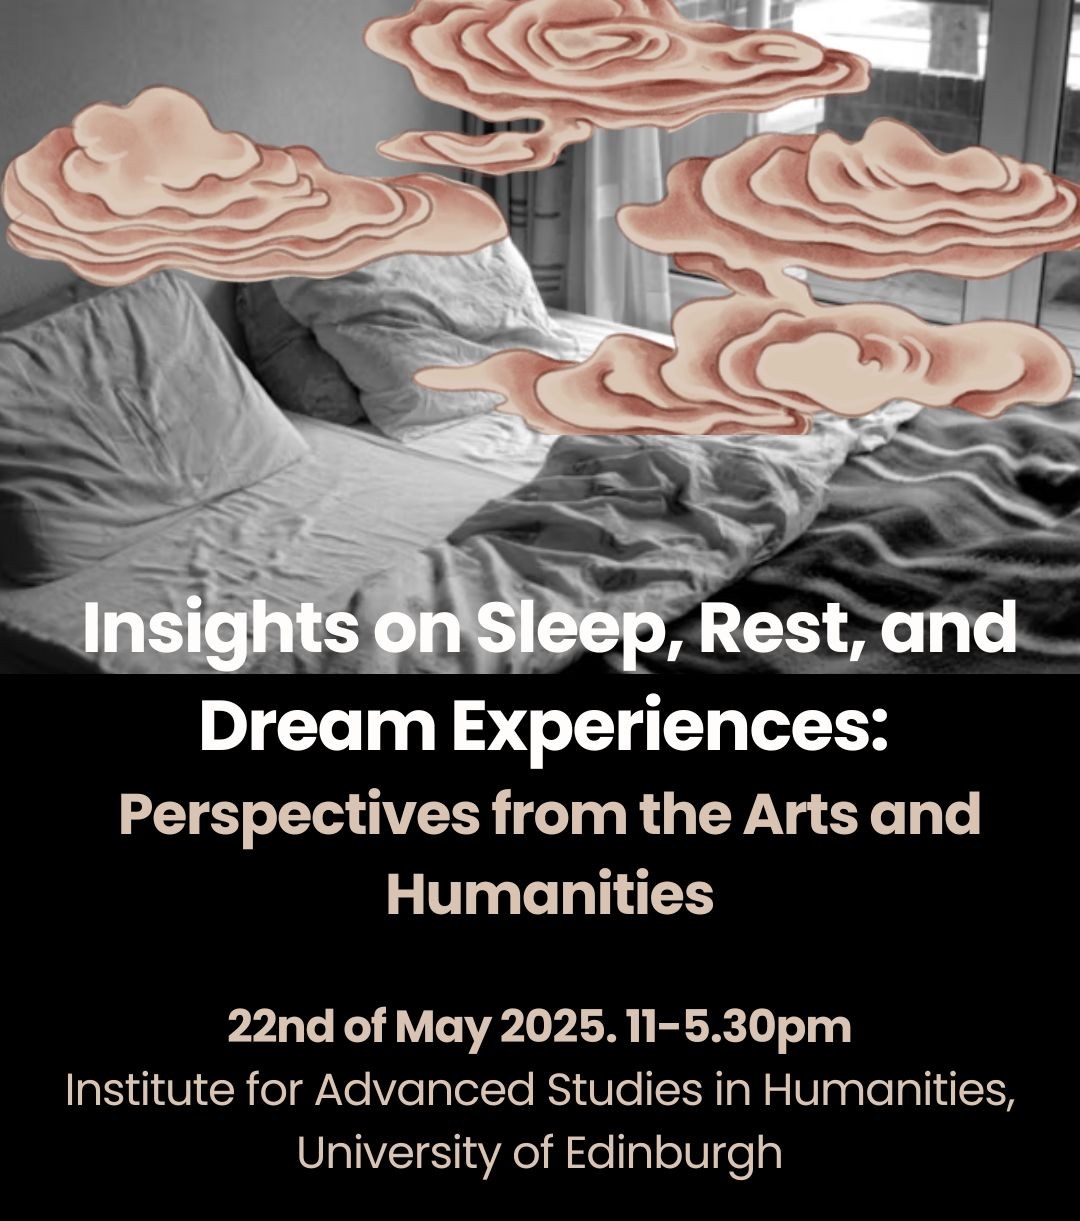 Insights on Sleep, Rest, and
Dream Experiences:
Perspectives from the Arts and
Humanities
22nd of May 2025. 11-5.30pm
Institute for Advanced Studies in Humanities,
University of Edinburgh